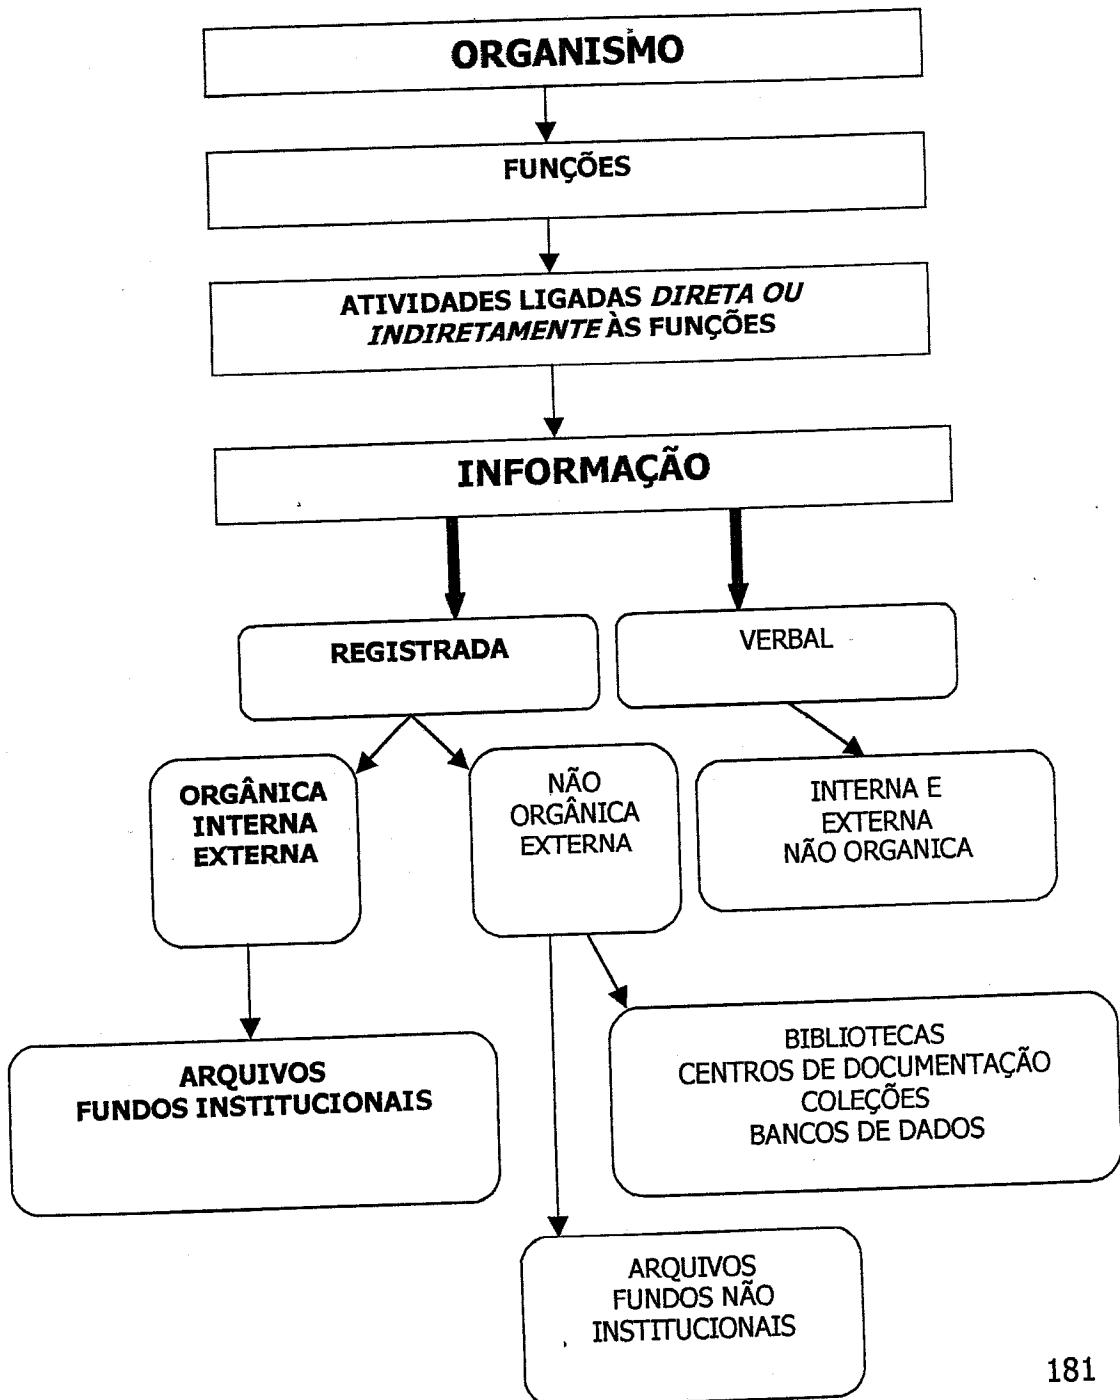 ORGANISMO
FUNÇÕES
ATIVIDADES LIGADAS DIRETA OU
INDIRETAMENTE ÀS FUNÇÕES
INFORMAÇÃO
REGISTRADA
VERBAL
ORGÂNICA
INTERNA
EXTERNA
NÃO
ORGÂNICA
EXTERNA
INTERNA E
EXTERNA
NÃO ORGANICA
ARQUIVOS
FUNDOS INSTITUCIONAIS
BIBLIOTECAS
CENTROS DE DOCUMENTAÇÃO
COLEÇÕES
BANCOS DE DADOS
ARQUIVOS
FUNDOS NÃO
INSTITUCIONAIS
181